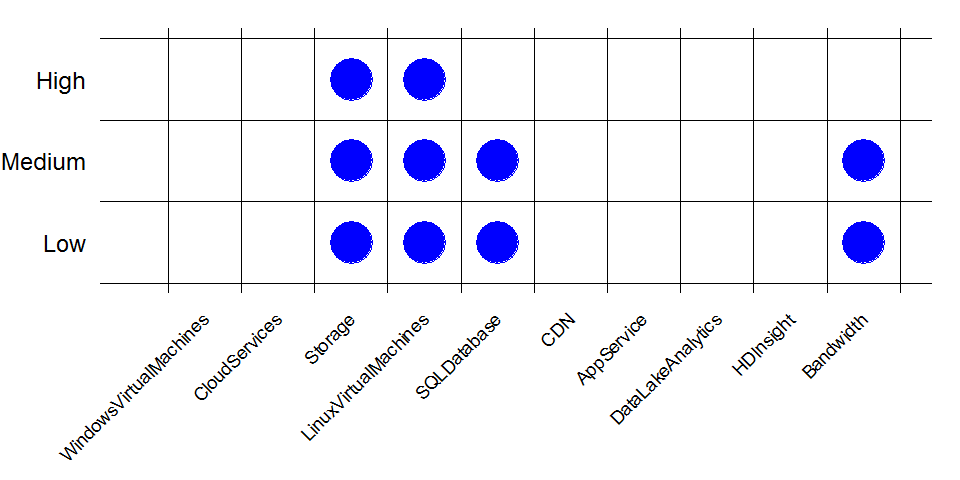 High
Medium
Low
WindowsVirtualMachines
CloudServices
Storage
LinuxVirtualMachines
SQLDatabase
CDN
AppService
DataLakeAnalytics
HDInsight
Bandwidth